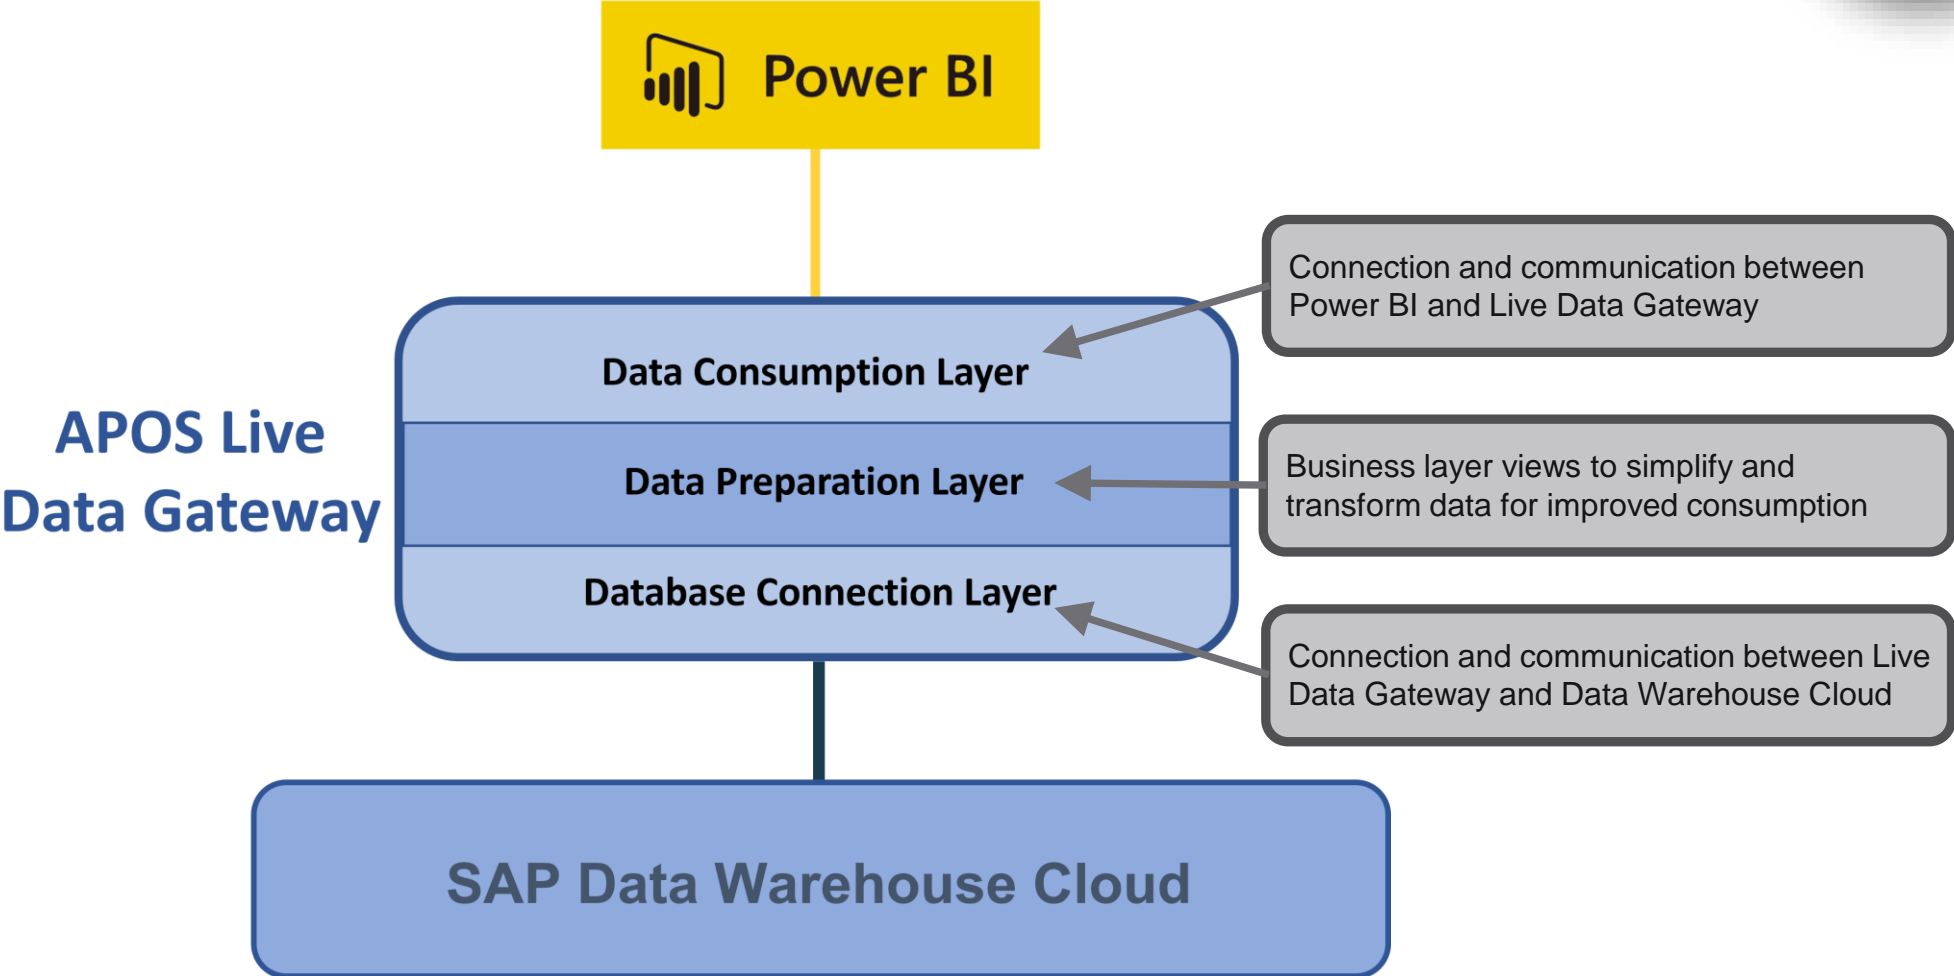 Power BI
Connection and communication between
Power BI and Live Data Gateway
Data Consumption Layer
APOS Live
Data Gateway
Business layer views to simplify and
transform data for improved consumption
Data Preparation Layer
Database Connection Layer
Connection and communication between Live
Data Gateway and Data Warehouse Cloud
SAP Data Warehouse Cloud